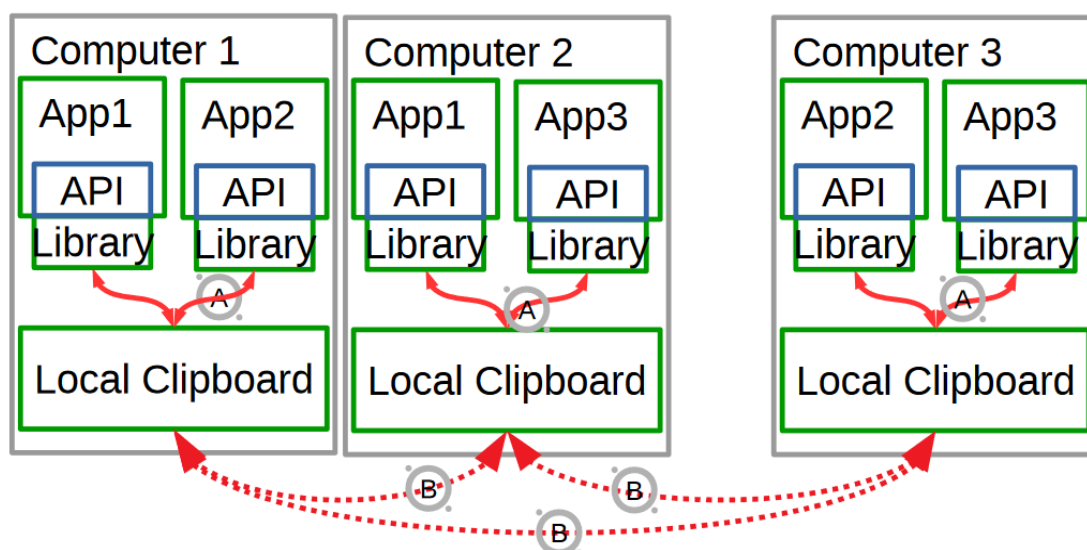 Computer 1
App1
App2
API
API
Library
Library
A
Local Clipboard
Computer 2
App1
App3
API
API
Library
Library
A
Local Clipboard
Computer 3
App2
App3
API
API
Library
Library
A
Local Clipboard
B
B
B